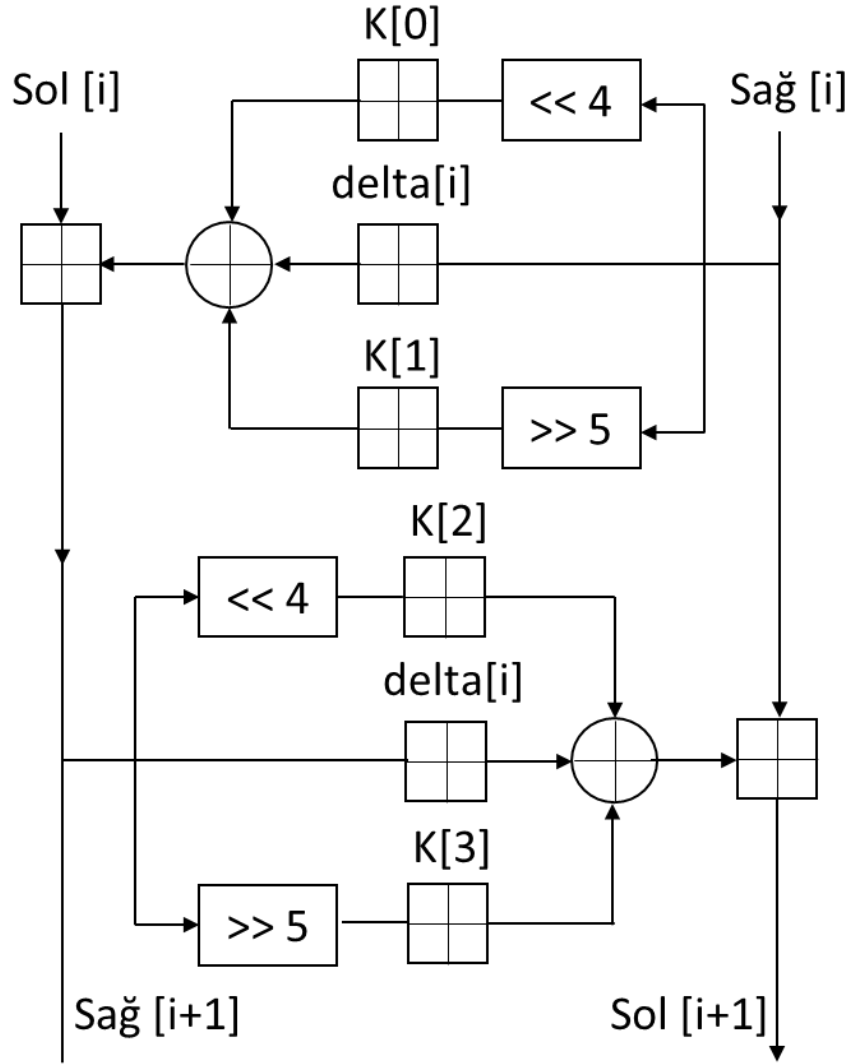 K[0]
Sol [i]
<< 4
Sağ [i]
delta[i]
K[1]
>> 5
K[2]
<< 4
delta[i]
K[3]
>> 5
Sağ [i+1]
Sol [i+1]